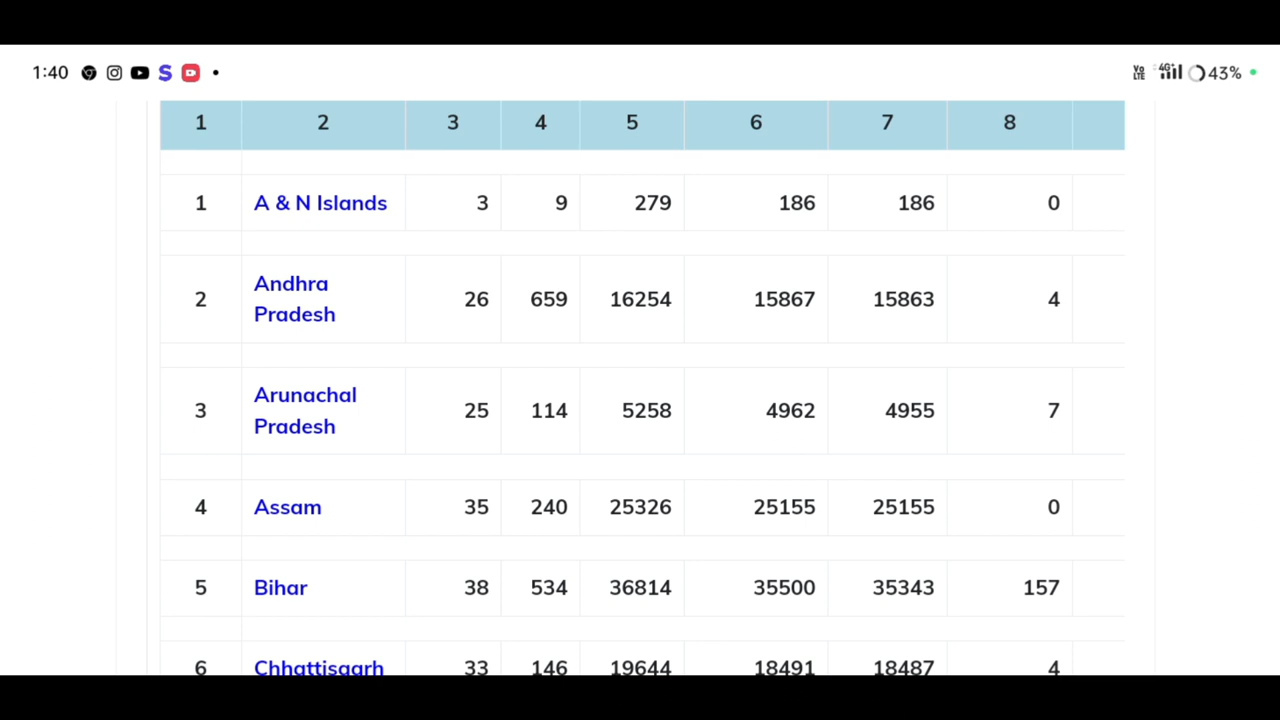 1:40 43%
1 2 3 4 5 6 7 8
1 A & N Islands 3 9 279 186 186 0
Andhra
2 26 659 16254 15867 15863 4
Pradesh
Arunachal
3 25 114 5258 4962 4955 7
Pradesh
4 Assam 35 240 25326 25155 25155 0
5 Bihar 38 534 36814 35500 35343 157
6 Chhattisgarh 33 146 19644 18491 18487 4